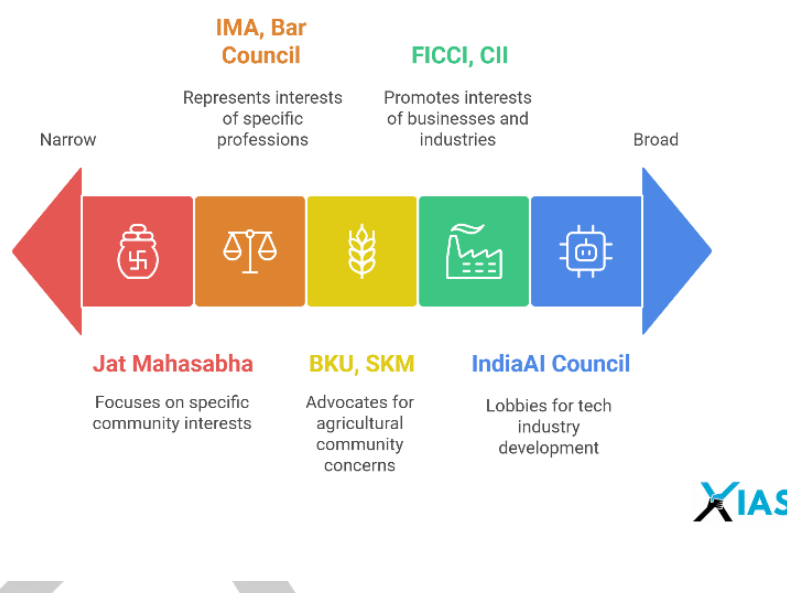 IMA, Bar
Council
FICCI, CII
Represents interests
of specific
professions
Promotes interests
of businesses and
industries
Narrow
Broad
Jat Mahasabha
BKU, SKM
IndiaAI Council
Focuses on specific
community interests
Advocates for
agricultural
community
concerns
Lobbies for tech
industry
development
XIAS